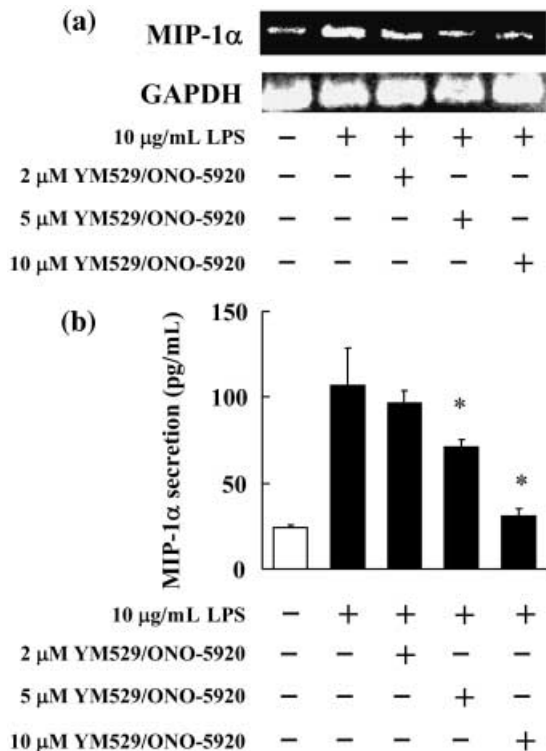 (a)
MIP-1α
GAPDH
10 μg/mL LPS − + + + +
2 μM YM529/ONO-5920 − − + − −
5 μM YM529/ONO-5920 − − − + −
10 μM YM529/ONO-5920 − − − − +
(b)
MIP-1α secretion (pg/mL)
150
100
50
0
*
*
10 μg/mL LPS − + + + +
2 μM YM529/ONO-5920 − − + − −
5 μM YM529/ONO-5920 − − − + −
10 μM YM529/ONO-5920 − − − − +